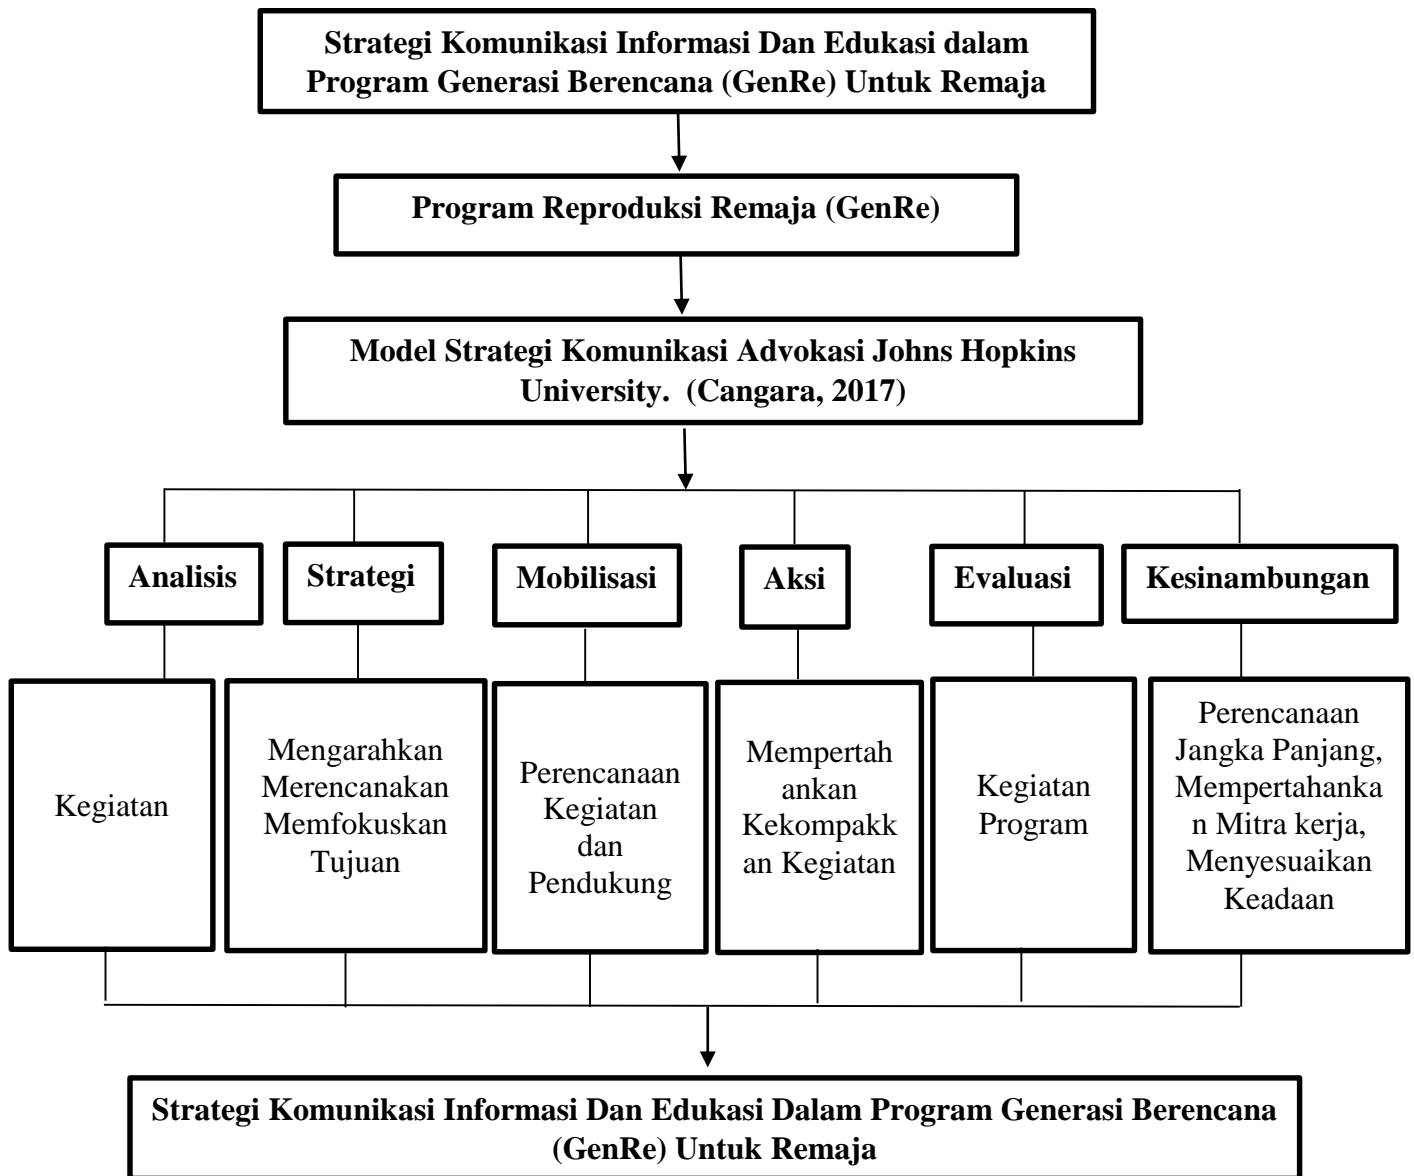 Strategi Komunikasi Informasi Dan Edukasi dalam
Program Generasi Berencana (GenRe) Untuk Remaja
Program Reproduksi Remaja (GenRe)
Model Strategi Komunikasi Advokasi Johns Hopkins
University. (Cangara, 2017)
Analisis
Strategi
Mobilisasi
Aksi
Evaluasi
Kesinambungan
Kegiatan
Mengarahkan
Merencanakan
Memfokuskan
Tujuan
Perencanaan
Kegiatan
dan
Pendukung
Mempertah
ankan
Kekompakk
an Kegiatan
Kegiatan
Program
Perencanaan
Jangka Panjang,
Mempertahanka
n Mitra kerja,
Menyesuaikan
Keadaan
Strategi Komunikasi Informasi Dan Edukasi Dalam Program Generasi Berencana
(GenRe) Untuk Remaja